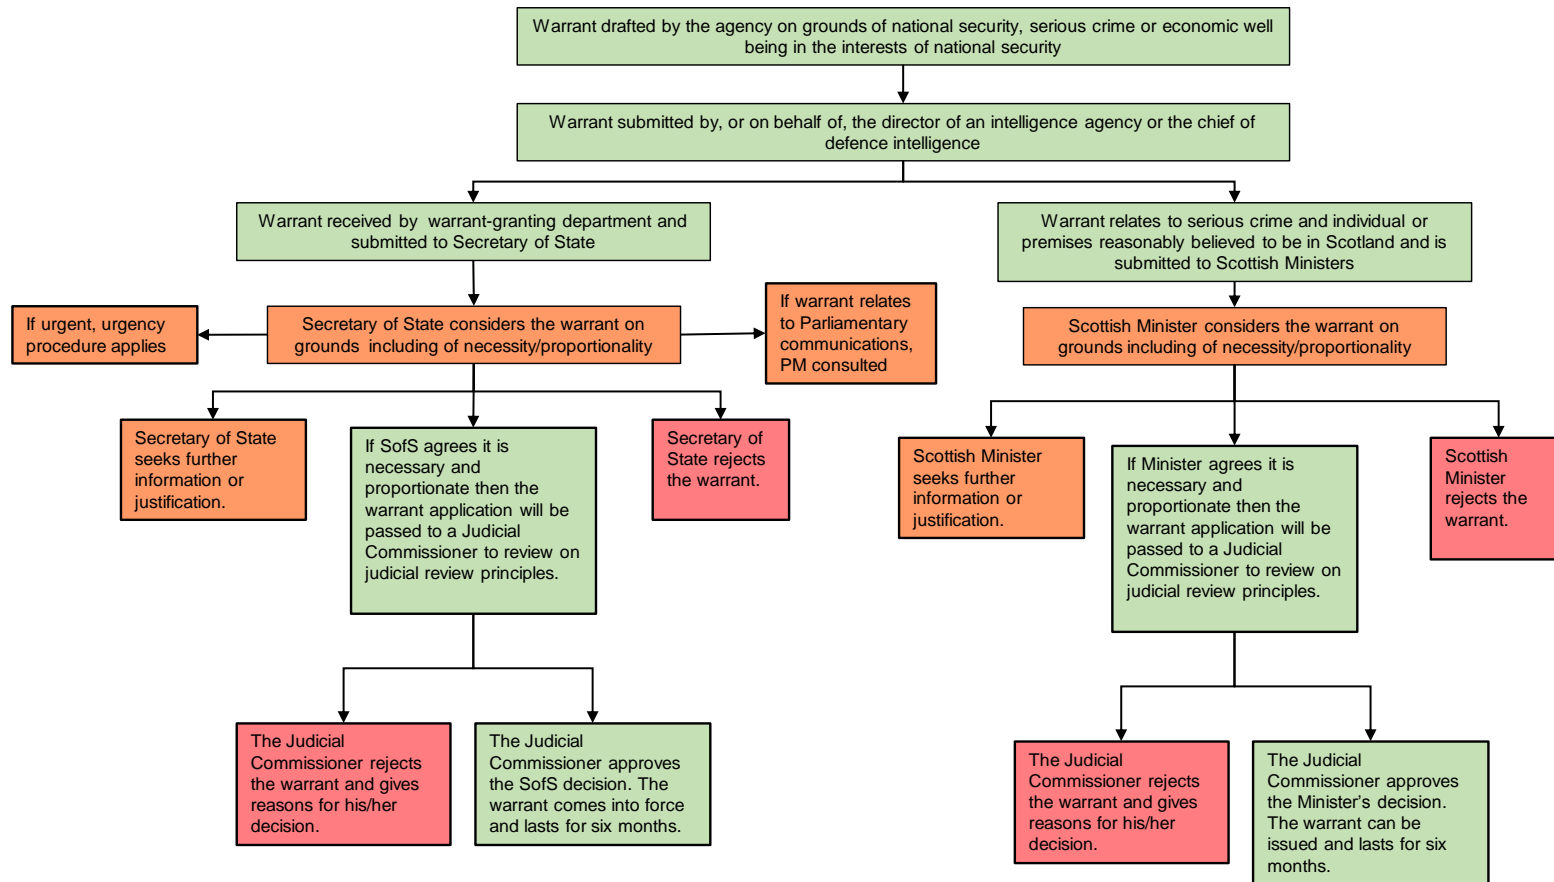 Warrant drafted by the agency on grounds of national security, serious crime or economic well
being in the interests of national security
Warrant submitted by, or on behalf of, the director of an intelligence agency or the chief of
defence intelligence
Warrant received by warrant-granting department and
submitted to Secretary of State
Warrant relates to serious crime and individual or
premises reasonably believed to be in Scotland and is
submitted to Scottish Ministers
If urgent, urgency
procedure applies
Secretary of State considers the warrant on
grounds including of necessity/proportionality
If warrant relates
to Parliamentary
communications,
PM consulted
Scottish Minister considers the warrant on
grounds including of necessity/proportionality
Secretary of State
seeks further
information or
justification.
If SofS agrees it is
necessary and
proportionate then the
warrant application will be
passed to a Judicial
Commissioner to review on
judicial review principles.
Secretary of
State rejects
the warrant.
Scottish Minister
seeks further
information or
justification.
If Minister agrees it is
necessary and
proportionate then the
warrant application will be
passed to a Judicial
Commissioner to review on
judicial review principles.
Scottish
Minister
rejects the
warrant.
The Judicial
Commissioner rejects
the warrant and gives
reasons for his/her
decision.
The Judicial
Commissioner approves
the SofS decision. The
warrant comes into force
and lasts for six months.
The Judicial
Commissioner rejects
the warrant and gives
reasons for his/her
decision.
The Judicial
Commissioner approves
the Minister's decision.
The warrant can be
issued and lasts for six
months.